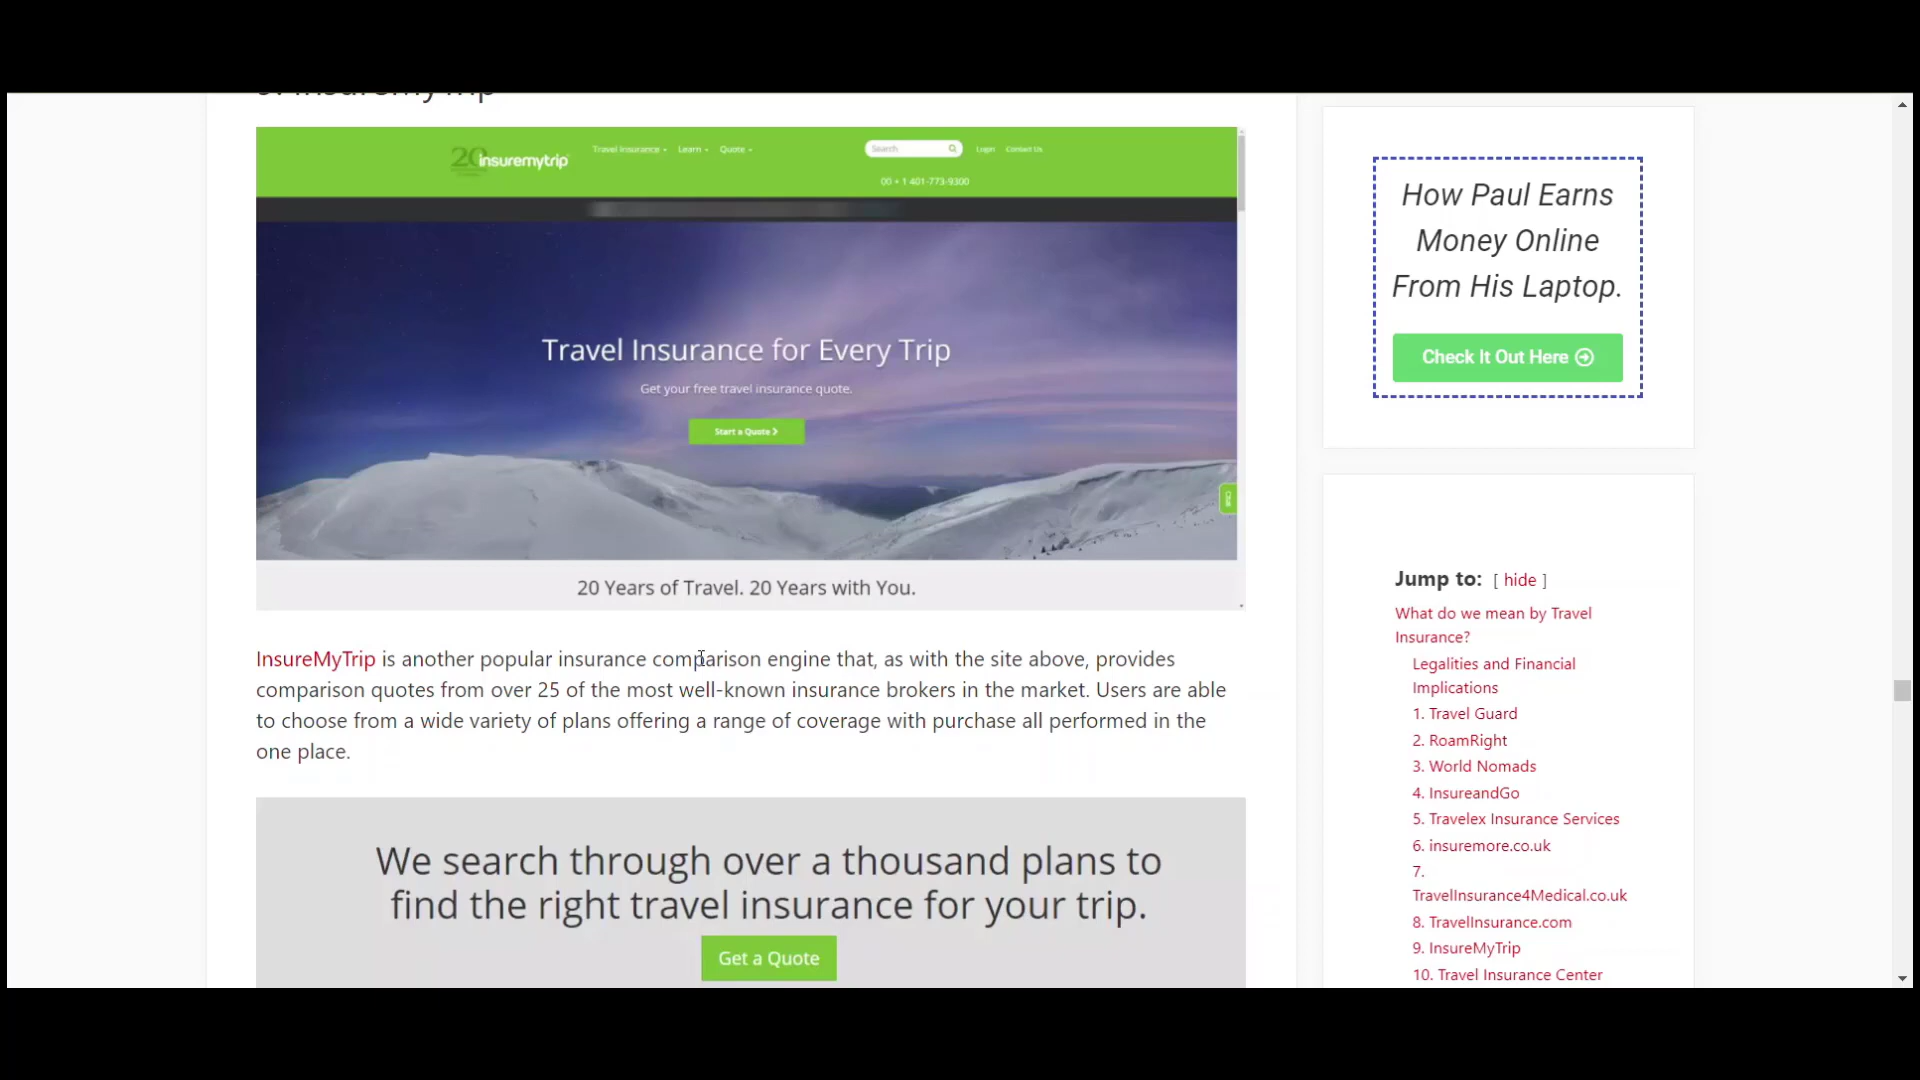 InsureMyTrip
20 insuremytrip
Travel Insurance Learn Quote
Search
Login Contact Us
00 + 1 401-773-9300
Travel Insurance for Every Trip
Get your free travel insurance quote.
Start a Quote
Chat
20 Years of Travel. 20 Years with You.
InsureMyTrip is another popular insurance comparison engine that, as with the site above, provides
comparison quotes from over 25 of the most well-known insurance brokers in the market. Users are able
to choose from a wide variety of plans offering a range of coverage with purchase all performed in the
one place.
We search through over a thousand plans to
find the right travel insurance for your trip.
Get a Quote
How Paul Earns
Money Online
From His Laptop.
Check It Out Here
Jump to: [ hide ]
What do we mean by Travel
Insurance?
Legalities and Financial
Implications
1. Travel Guard
2. RoamRight
3. World Nomads
4. InsureandGo
5. Travelex Insurance Services
6. insuremore.co.uk
7.
TravelInsurance4Medical.co.uk
8. TravelInsurance.com
9. InsureMyTrip
10. Travel Insurance Center